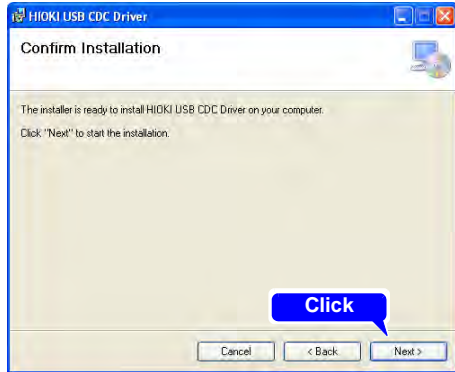 HIOKI USB CDC Driver
Confirm Installation
The installer is ready to install HIOKI USB CDC Driver on your computer.
Click "Next" to start the installation.
Click
Cancel
< Back
Next >